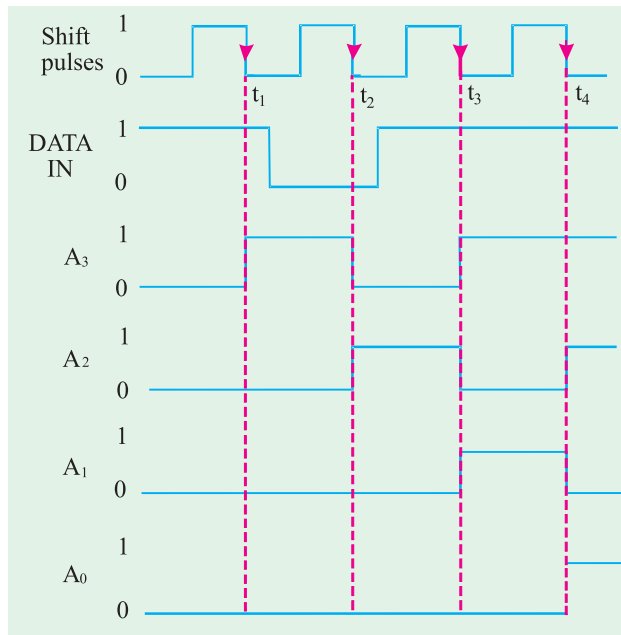 Shift
pulses
1
0
t₁
t₂
t₃
t₄
DATA
IN
1
0
A₃
1
0
A₂
1
0
A₁
1
0
A₀
1
0